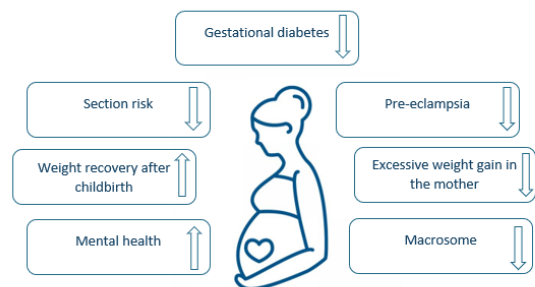 Gestational diabetes
Section risk
Pre-eclampsia
Weight recovery after
childbirth
Excessive weight gain in
the mother
Mental health
Macrosome